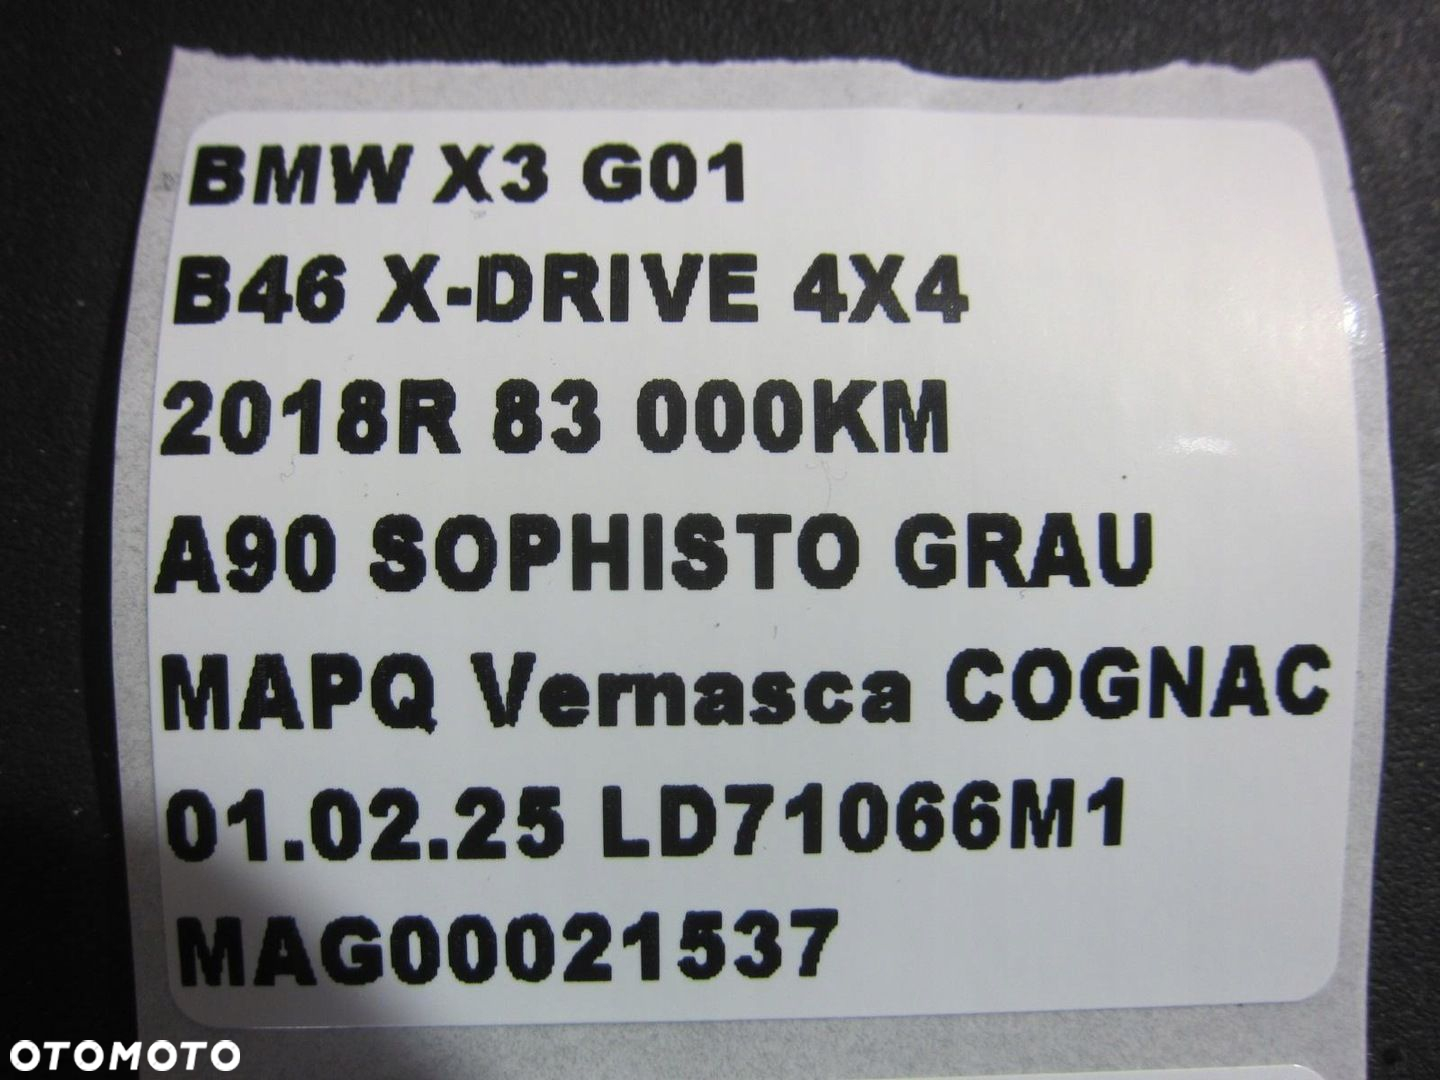 BMW X3 G01
B46 X-DRIVE 4X4
2018R 83 000KM
A90 SOPHISTO GRAU
MAPQ Vernasca COGNAC
01.02.25 LD71066M1
MAG00021537
OTOMOTO